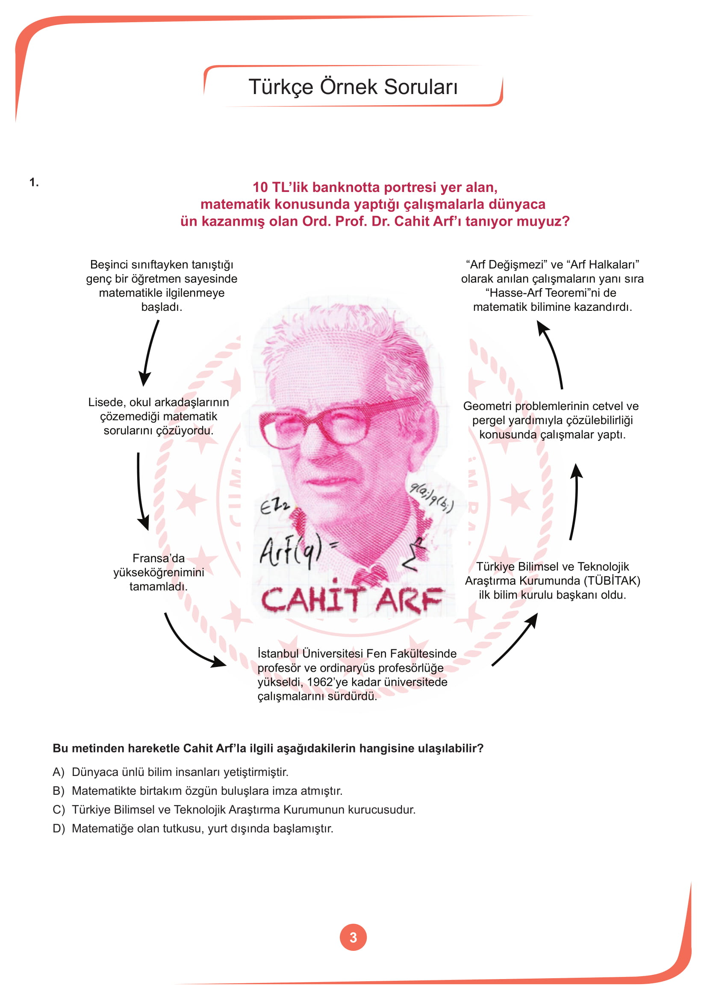 Türkçe Örnek Soruları
1.
10 TL’lik banknotta portresi yer alan,
matematik konusunda yaptığı çalışmalarla dünyaca
ün kazanmış olan Ord. Prof. Dr. Cahit Arf’ı tanıyor muyuz?
Beşinci sınıftayken tanıştığı
genç bir öğretmen sayesinde
matematikle ilgilenmeye
başladı.
Lisede, okul arkadaşlarının
çözemediği matematik
sorularını çözüyordu.
Fransa’da
yükseköğrenimini
tamamladı.
İstanbul Üniversitesi Fen Fakültesinde
profesör ve ordinaryüs profesörlüğe
yükseldi, 1962’ye kadar üniversitede
çalışmalarını sürdürdü.
Türkiye Bilimsel ve Teknolojik
Araştırma Kurumunda (TÜBİTAK)
ilk bilim kurulu başkanı oldu.
Geometri problemlerinin cetvel ve
pergel yardımıyla çözülebilirliği
konusunda çalışmalar yaptı.
“Arf Değişmezi” ve “Arf Halkaları”
olarak anılan çalışmaların yanı sıra
“Hasse-Arf Teoremi”ni de
matematik bilimine kazandırdı.
q(aⱼ)q(bⱼ)
∈ℤ₂
Arf(q) = Σ
CAHİT ARF
Bu metinden hareketle Cahit Arf’la ilgili aşağıdakilerin hangisine ulaşılabilir?
A) Dünyaca ünlü bilim insanları yetiştirmiştir.
B) Matematikte birtakım özgün buluşlara imza atmıştır.
C) Türkiye Bilimsel ve Teknolojik Araştırma Kurumunun kurucusudur.
D) Matematiğe olan tutkusu, yurt dışında başlamıştır.
3